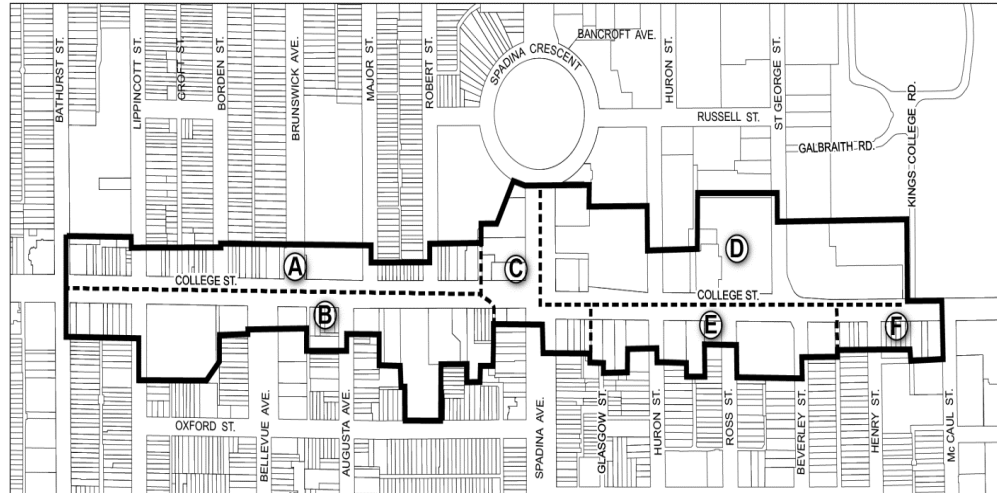 BANCROFT AVE.
SPADINA CRESCENT
BATHURST ST.
LIPPINCOTT ST.
CROFT ST.
BORDEN ST.
BRUNSWICK AVE.
MAJOR ST.
ROBERT ST.
HURON ST.
ST GEORGE ST.
RUSSELL ST.
GALBRAITH RD.
KINGS COLLEGE RD.
A
C
D
COLLEGE ST.
COLLEGE ST.
B
E
F
OXFORD ST.
BELLEVUE AVE.
AUGUSTA AVE.
SPADINA AVE.
GLASGOW ST.
HURON ST.
ROSS ST.
BEVERLEY ST.
HENRY ST.
Mc CAUL ST.